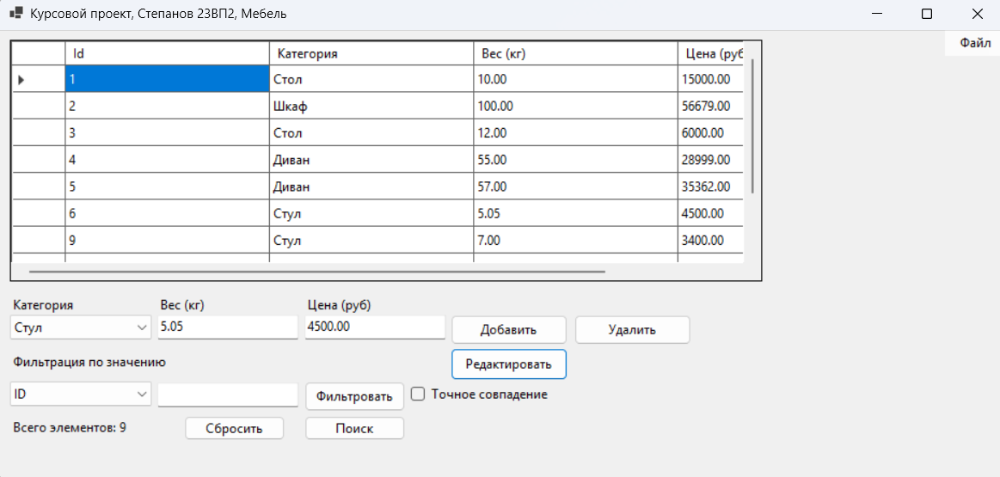 Курсовой проект, Степанов 23ВП2, Мебель
Файл
Id Категория Вес (кг) Цена (руб
1 Стол 10.00 15000.00
2 Шкаф 100.00 56679.00
3 Стол 12.00 6000.00
4 Диван 55.00 28999.00
5 Диван 57.00 35362.00
6 Стул 5.05 4500.00
9 Стул 7.00 3400.00
Категория Вес (кг) Цена (руб)
Стул 5.05 4500.00 Добавить Удалить
Фильтрация по значению Редактировать
ID Фильтровать Точное совпадение
Всего элементов: 9 Сбросить Поиск